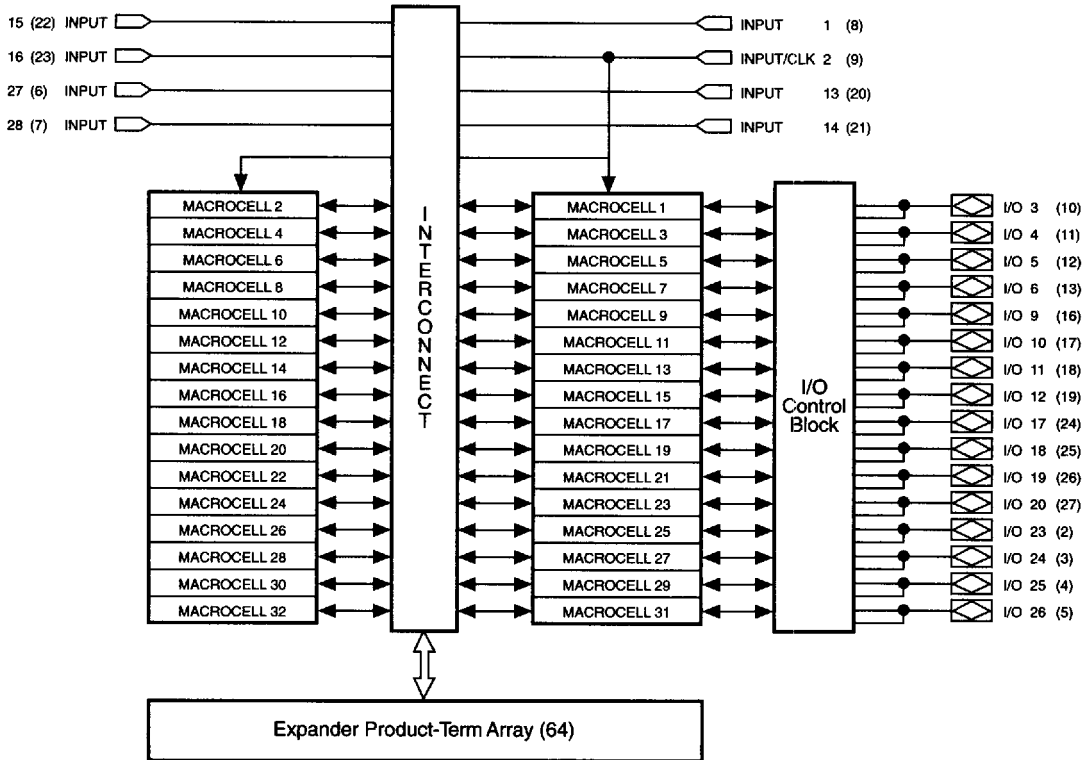 15 (22) INPUT
INPUT 1 (8)
16 (23) INPUT
INPUT/CLK 2 (9)
27 (6) INPUT
INPUT 13 (20)
28 (7) INPUT
INPUT 14 (21)
MACROCELL 2
MACROCELL 4
MACROCELL 6
MACROCELL 8
MACROCELL 10
MACROCELL 12
MACROCELL 14
MACROCELL 16
MACROCELL 18
MACROCELL 20
MACROCELL 22
MACROCELL 24
MACROCELL 26
MACROCELL 28
MACROCELL 30
MACROCELL 32
INTERCONNECT
MACROCELL 1
MACROCELL 3
MACROCELL 5
MACROCELL 7
MACROCELL 9
MACROCELL 11
MACROCELL 13
MACROCELL 15
MACROCELL 17
MACROCELL 19
MACROCELL 21
MACROCELL 23
MACROCELL 25
MACROCELL 27
MACROCELL 29
MACROCELL 31
I/O
Control
Block
I/O 3 (10)
I/O 4 (11)
I/O 5 (12)
I/O 6 (13)
I/O 9 (16)
I/O 10 (17)
I/O 11 (18)
I/O 12 (19)
I/O 17 (24)
I/O 18 (25)
I/O 19 (26)
I/O 20 (27)
I/O 23 (2)
I/O 24 (3)
I/O 25 (4)
I/O 26 (5)
Expander Product-Term Array (64)